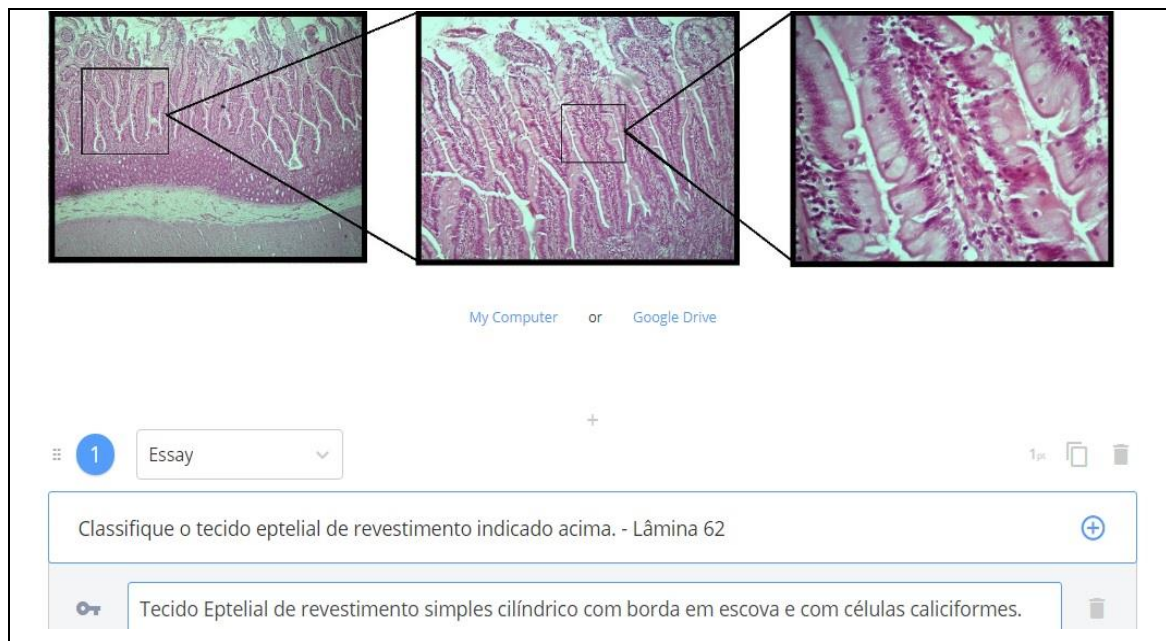 My Computer or Google Drive
+
1 Essay 1pt
Classifique o tecido eptelial de revestimento indicado acima. - Lâmina 62
Tecido Eptelial de revestimento simples cilíndrico com borda em escova e com células caliciformes.